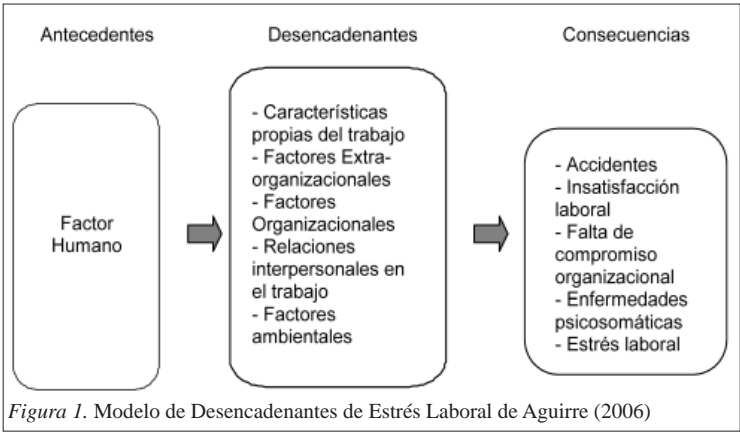 Antecedentes
Desencadenantes
Consecuencias
Factor
Humano
- Características
propias del trabajo
- Factores Extra-
organizacionales
- Factores
Organizacionales
- Relaciones
interpersonales en
el trabajo
- Factores
ambientales
- Accidentes
- Insatisfacción
laboral
- Falta de
compromiso
organizacional
- Enfermedades
psicosomáticas
- Estrés laboral
Figura 1. Modelo de Desencadenantes de Estrés Laboral de Aguirre (2006)